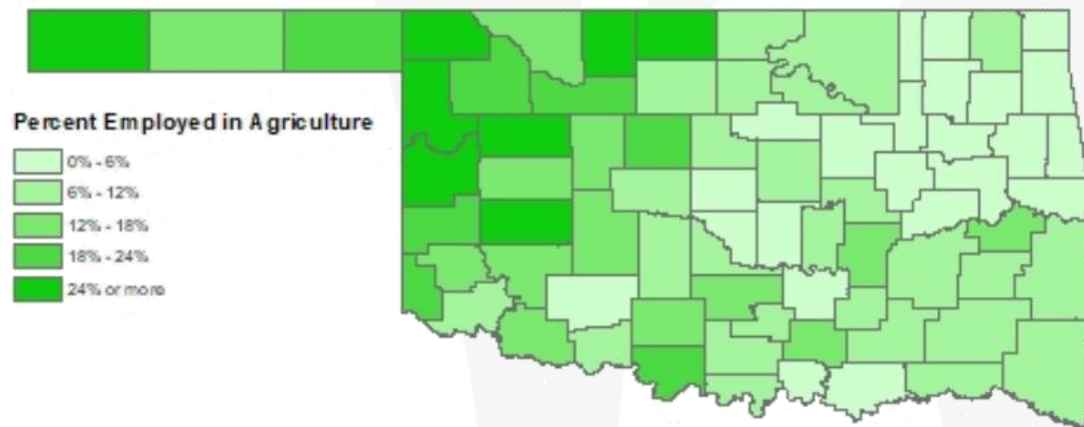 Percent Employed in Agriculture
0% - 6%
6% - 12%
12% - 18%
18% - 24%
24% or more